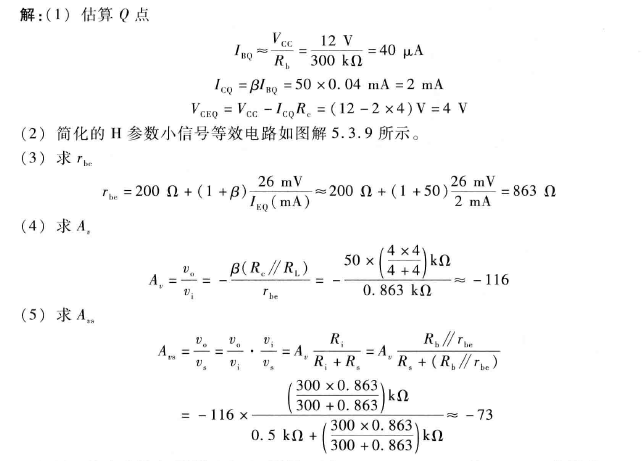 解:(1) 估算 Q 点
I_BQ ≈ V_CC / R_b = 12 V / 300 kΩ = 40 μA
I_CQ = βI_BQ = 50 × 0.04 mA = 2 mA
V_CEQ = V_CC − I_CQ R_c = (12 − 2 × 4) V = 4 V
(2) 简化的 H 参数小信号等效电路如图解 5.3.9 所示。
(3) 求 r_be
r_be = 200 Ω + (1 + β) 26 mV / I_EQ(mA) ≈ 200 Ω + (1 + 50) 26 mV / 2 mA = 863 Ω
(4) 求 A_v
A_v = v_o / v_i = − β(R_c // R_L) / r_be = − 50 × ((4 × 4) / (4 + 4)) kΩ / 0.863 kΩ ≈ −116
(5) 求 A_vs
A_vs = v_o / v_s = v_o / v_i · v_i / v_s = A_v R_i / (R_i + R_s) = A_v R_b // r_be / (R_s + (R_b // r_be))
= −116 × ((300 × 0.863) / (300 + 0.863)) kΩ / (0.5 kΩ + ((300 × 0.863) / (300 + 0.863)) kΩ) ≈ −73